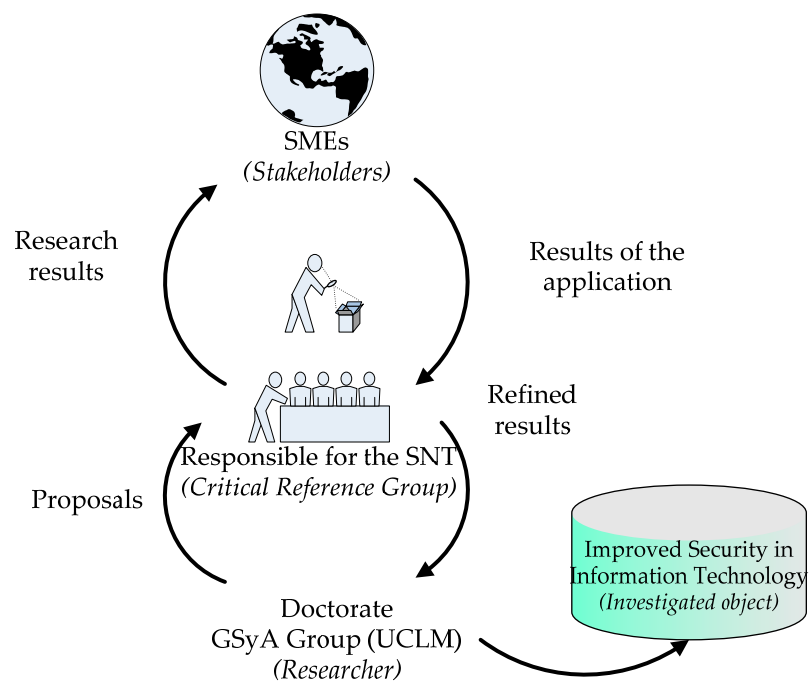 SMEs
(Stakeholders)
Research
results
Results of the
application
Refined
results
Responsible for the SNT
(Critical Reference Group)
Proposals
Improved Security in
Information Technology
(Investigated object)
Doctorate
GSyA Group (UCLM)
(Researcher)